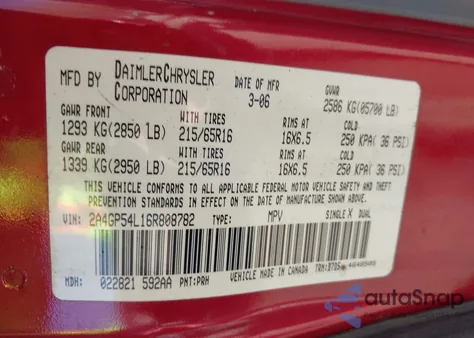 MFD BY DAIMLERCHRYSLER CORPORATION DATE OF MFR 3-06 GVWR 2586 KG(05700 LB)
GAWR FRONT WITH TIRES RIMS AT COLD
1293 KG(2850 LB) 215/65R16 16X6.5 250 KPA( 36 PSI)
GAWR REAR WITH TIRES RIMS AT COLD
1339 KG(2950 LB) 215/65R16 16X6.5 250 KPA( 36 PSI)
THIS VEHICLE CONFORMS TO ALL APPLICABLE FEDERAL MOTOR VEHICLE SAFETY AND THEFT
PREVENTION STANDARDS IN EFFECT ON THE DATE OF MANUFACTURE SHOWN ABOVE.
VIN: 2A4GP54L16R808782 TYPE: MPV SINGLE X DUAL
MDH: 022821 592AA PNT:PRH VEHICLE MADE IN CANADA TRM:
autoSnap